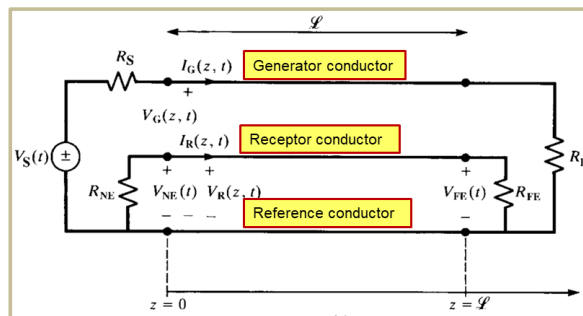 ℒ
R_S
I_G(z, t)
Generator conductor
+
V_G(z, t)
I_R(z, t)
Receptor conductor
V_S(t)
±
R_NE
+
V_NE(t)
−
+
V_R(z, t)
− −
+
V_FE(t)
−
R_FE
Reference conductor
z = 0
z = ℒ